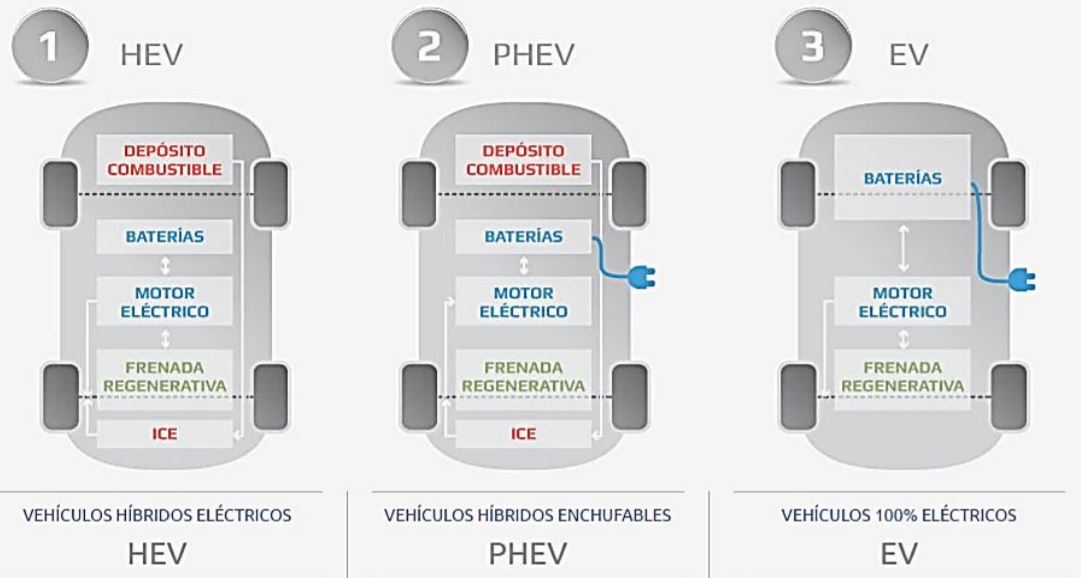 1 HEV
DEPÓSITO
COMBUSTIBLE
BATERÍAS
MOTOR
ELÉCTRICO
FRENADA
REGENERATIVA
ICE
VEHÍCULOS HÍBRIDOS ELÉCTRICOS
HEV
2 PHEV
DEPÓSITO
COMBUSTIBLE
BATERÍAS
MOTOR
ELÉCTRICO
FRENADA
REGENERATIVA
ICE
VEHÍCULOS HÍBRIDOS ENCHUFABLES
PHEV
3 EV
BATERÍAS
MOTOR
ELÉCTRICO
FRENADA
REGENERATIVA
VEHÍCULOS 100% ELÉCTRICOS
EV